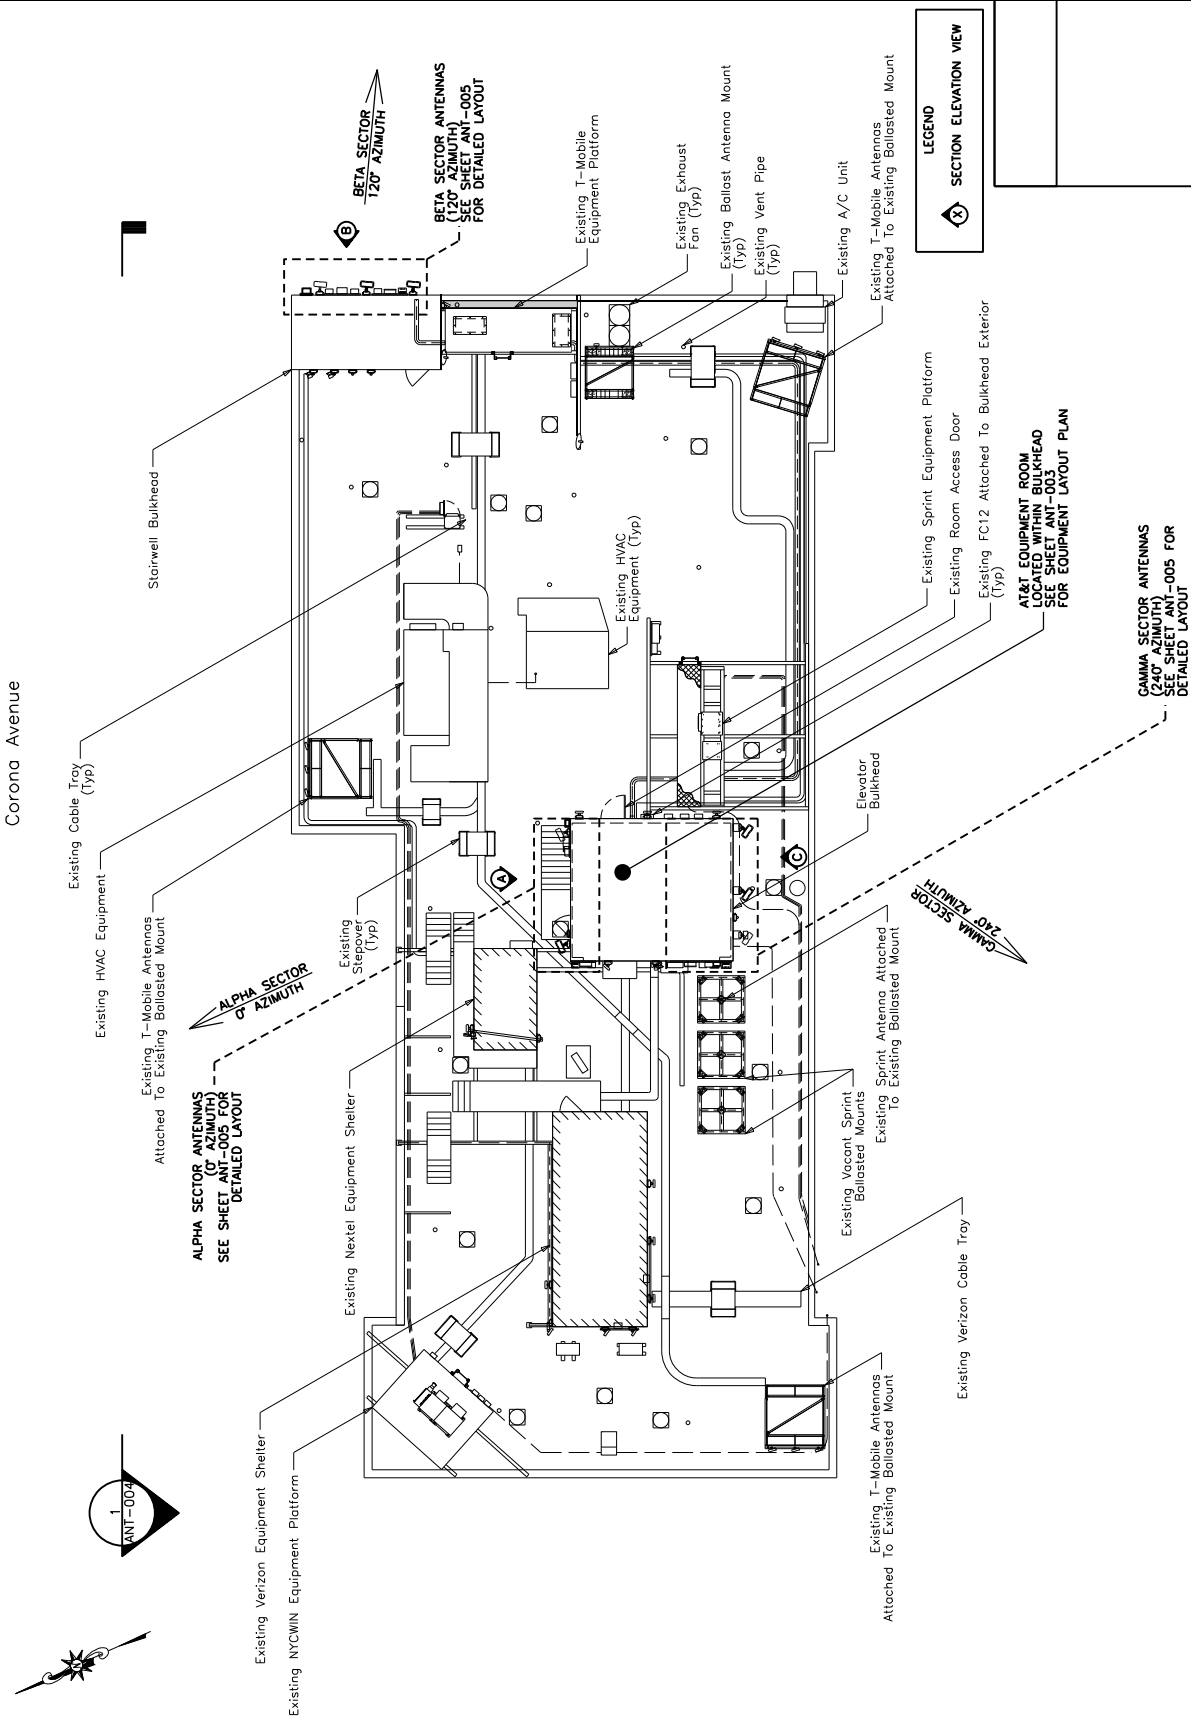 Corona Avenue
1
ANT-004
N
Stairwell Bulkhead
Existing Cable Tray
(Typ)
Existing HVAC Equipment
Existing T-Mobile Antennas
Attached To Existing Ballasted Mount
ALPHA SECTOR
0° AZIMUTH
ALPHA SECTOR ANTENNAS
(0° AZIMUTH)
SEE SHEET ANT-005 FOR
DETAILED LAYOUT
Existing
Stepover
(Typ)
Existing Nextel Equipment Shelter
Existing Verizon Equipment Shelter
Existing NYCWIN Equipment Platform
B
BETA SECTOR
120° AZIMUTH
BETA SECTOR ANTENNAS
(120° AZIMUTH)
SEE SHEET ANT-005
FOR DETAILED LAYOUT
Existing T-Mobile
Equipment Platform
Existing Exhaust
Fan (Typ)
Existing Ballast Antenna Mount
(Typ)
Existing Vent Pipe
(Typ)
Existing A/C Unit
Existing T-Mobile Antennas
Attached To Existing Ballasted Mount
LEGEND
X
SECTION ELEVATION VIEW
Existing HVAC
Equipment (Typ)
A
Existing Sprint Equipment Platform
Existing Room Access Door
Existing FC12 Attached To Bulkhead Exterior
(Typ)
AT&T EQUIPMENT ROOM
LOCATED WITHIN BULKHEAD
SEE SHEET ANT-003
FOR EQUIPMENT LAYOUT PLAN
GAMMA SECTOR ANTENNAS
(240° AZIMUTH)
SEE SHEET ANT-005 FOR
DETAILED LAYOUT
Elevator
Bulkhead
C
GAMMA SECTOR
240° AZIMUTH
Existing Sprint Antenna Attached
To Existing Ballasted Mount
Existing Vacant Sprint
Ballasted Mounts
Existing Verizon Cable Tray
Existing T-Mobile Antennas
Attached To Existing Ballasted Mount